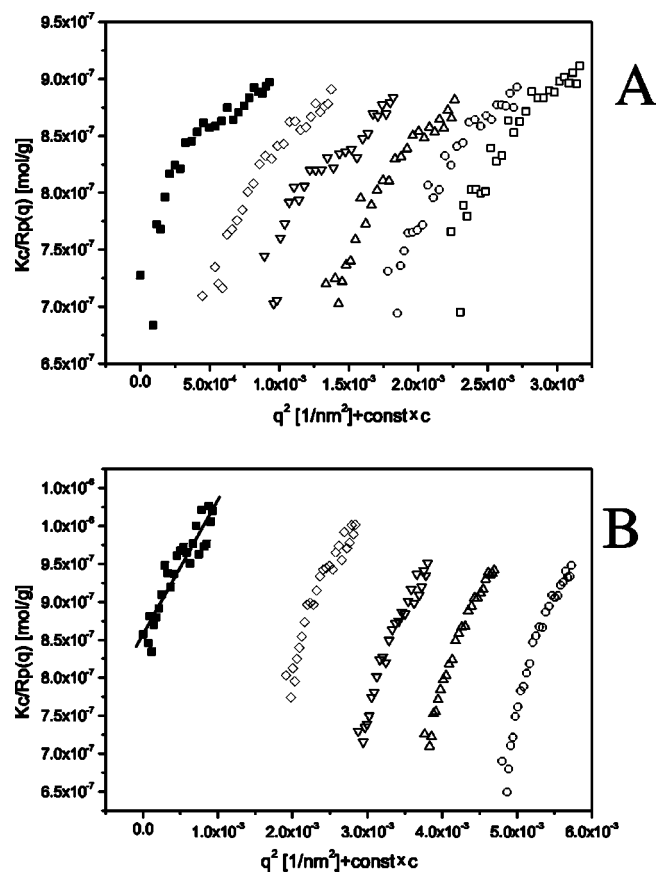 9.5x10⁻⁷
9.0x10⁻⁷
8.5x10⁻⁷
8.0x10⁻⁷
7.5x10⁻⁷
7.0x10⁻⁷
6.5x10⁻⁷
Kc/Rp(q) [mol/g]
A
0.0 5.0x10⁻⁴ 1.0x10⁻³ 1.5x10⁻³ 2.0x10⁻³ 2.5x10⁻³ 3.0x10⁻³
q² [1/nm²]+const×c
1.0x10⁻⁶
1.0x10⁻⁶
9.5x10⁻⁷
9.0x10⁻⁷
8.5x10⁻⁷
8.0x10⁻⁷
7.5x10⁻⁷
7.0x10⁻⁷
6.5x10⁻⁷
Kc/Rp(q) [mol/g]
B
0.0 1.0x10⁻³ 2.0x10⁻³ 3.0x10⁻³ 4.0x10⁻³ 5.0x10⁻³ 6.0x10⁻³
q² [1/nm²]+const×c